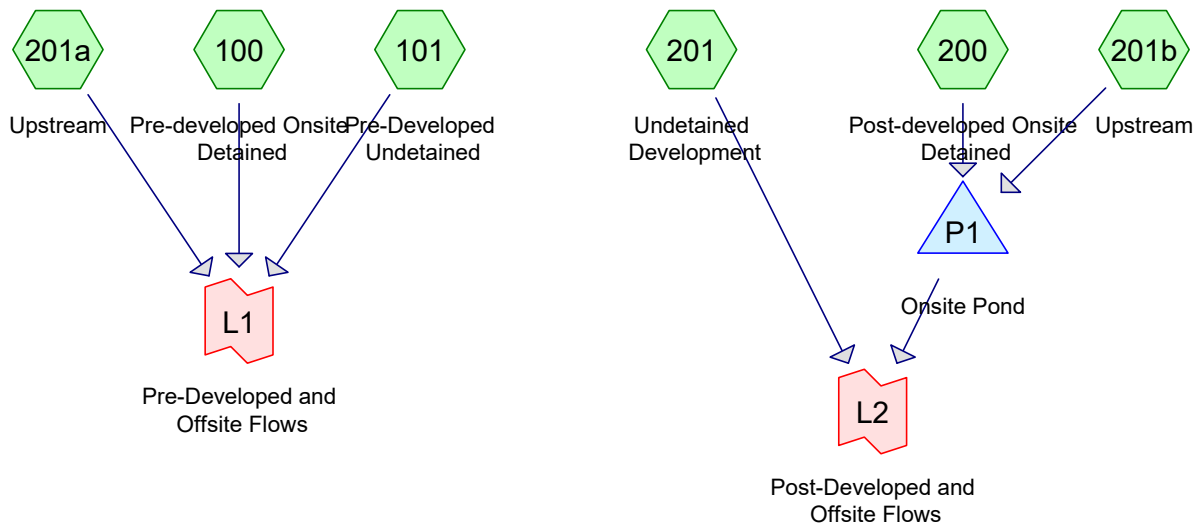 201a
Upstream
100
Pre-developed Onsite
Detained
101
Pre-Developed
Undetained
L1
Pre-Developed and
Offsite Flows
201
Undetained
Development
200
Post-developed Onsite
Detained
201b
Upstream
P1
Onsite Pond
L2
Post-Developed and
Offsite Flows